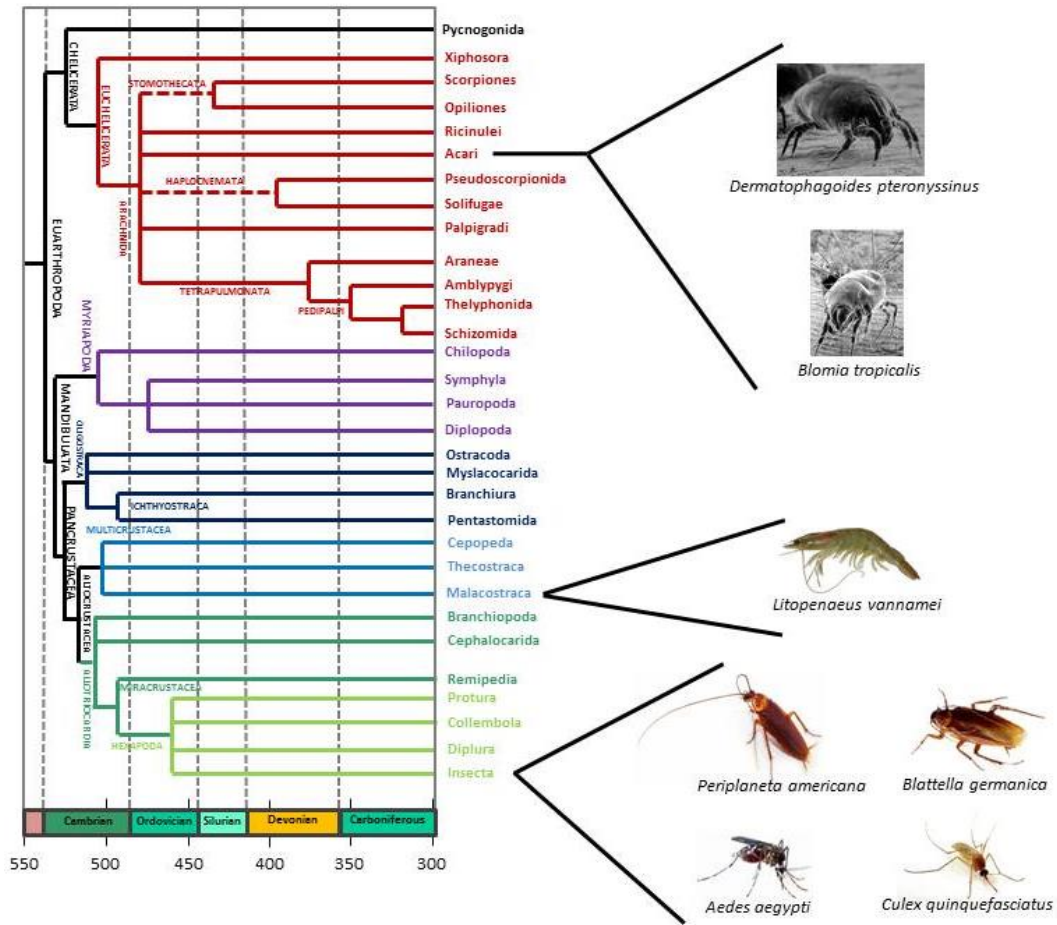 Pycnogonida
Xiphosora
Scorpiones
Opiliones
Ricinulei
Acari
Pseudoscorpionida
Solifugae
Palpigradi
Araneae
Amblypygi
Thelyphonida
Schizomida
Chilopoda
Symphyla
Pauropoda
Diplopoda
Ostracoda
Myslacocarida
Branchiura
Pentastomida
Cepopeda
Thecostraca
Malacostraca
Branchiopoda
Cephalocarida
Remipedia
Protura
Collembola
Diplura
Insecta
EUARTHROPODA
CHELICERATA
EUCHELICERATA
STOMOTHECATA
HAPLOCNEMATA
ARACHNIDA
TETRAPULMONATA
PEDIPALPI
MYRIAPODA
MANDIBULATA
OLIGOSTRACA
ICHTHYOSTRACA
PANCRUSTACEA
MULTICRUSTACEA
ALTOCRUSTACEA
ALLOTRIOCARDIA
MIRACRUSTACEA
HEXAPODA
Cambrian Ordovician Silurian Devonian Carboniferous
550 500 450 400 350 300
Dermatophagoides pteronyssinus
Blomia tropicalis
Litopenaeus vannamei
Periplaneta americana Blattella germanica
Aedes aegypti Culex quinquefasciatus